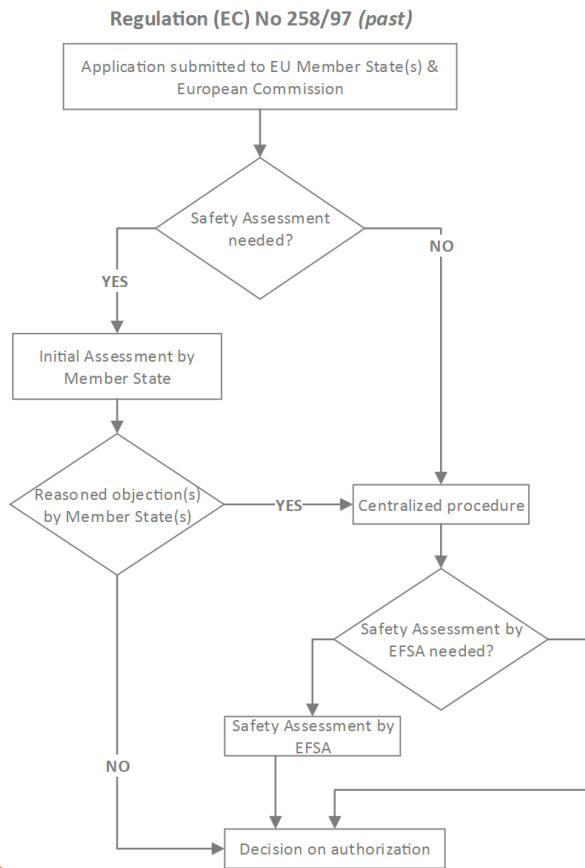 Regulation (EC) No 258/97 (past)
Application submitted to EU Member State(s) &
European Commission
Safety Assessment
needed?
NO
YES
Initial Assessment by
Member State
Reasoned objection(s)
by Member State(s)
YES
Centralized procedure
Safety Assessment by
EFSA needed?
Safety Assessment by
EFSA
NO
Decision on authorization